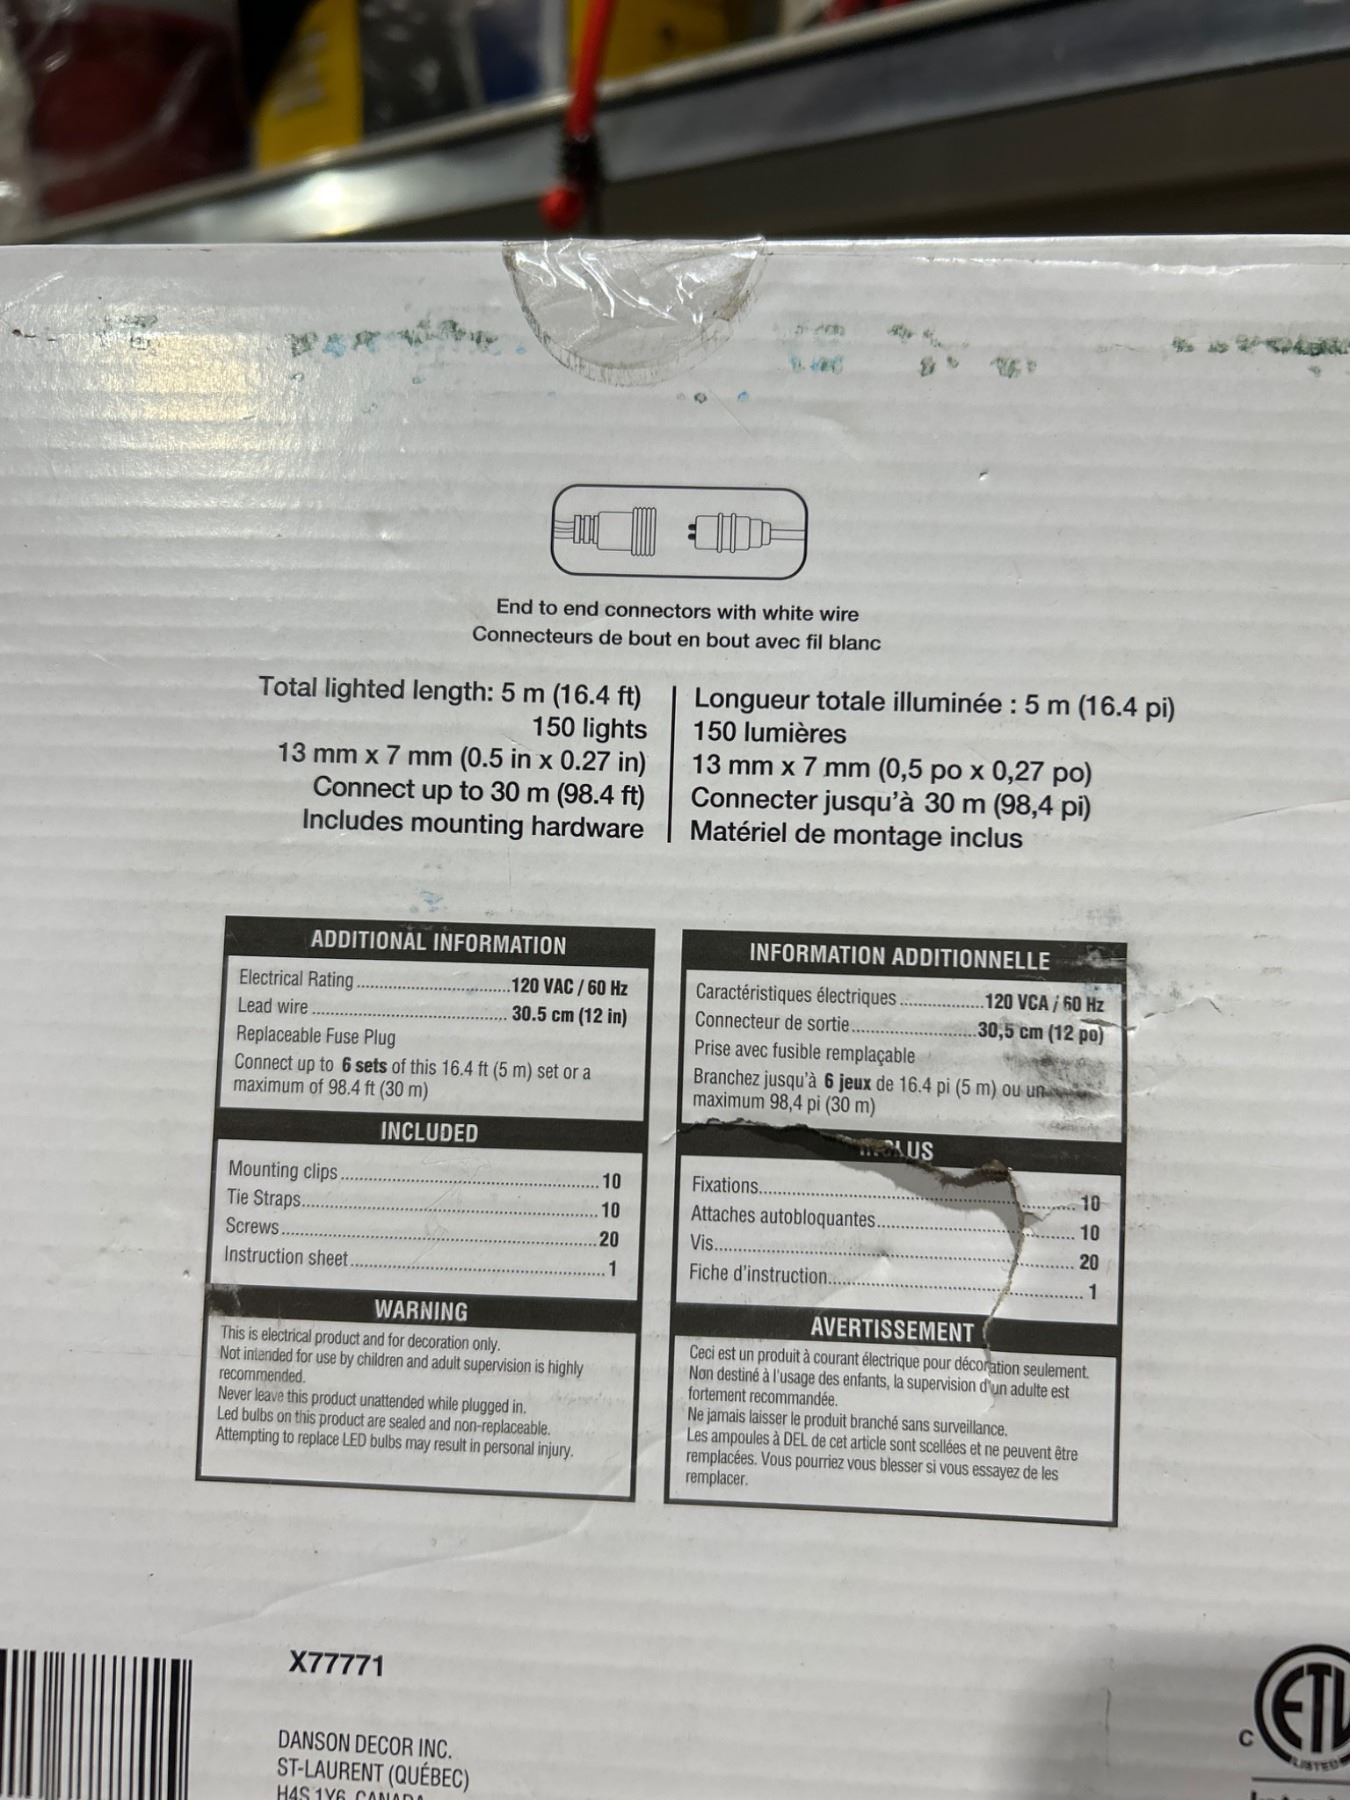 End to end connectors with white wire
Connecteurs de bout en bout avec fil blanc
Total lighted length: 5 m (16.4 ft)
150 lights
13 mm x 7 mm (0.5 in x 0.27 in)
Connect up to 30 m (98.4 ft)
Includes mounting hardware
Longueur totale illuminée : 5 m (16.4 pi)
150 lumières
13 mm x 7 mm (0,5 po x 0,27 po)
Connecter jusqu'à 30 m (98,4 pi)
Matériel de montage inclus
ADDITIONAL INFORMATION
Electrical Rating ........ 120 VAC / 60 Hz
Lead wire ........ 30.5 cm (12 in)
Replaceable Fuse Plug
Connect up to 6 sets of this 16.4 ft (5 m) set or a
maximum of 98.4 ft (30 m)
INCLUDED
Mounting clips ........ 10
Tie Straps ........ 10
Screws ........ 20
Instruction sheet ........ 1
WARNING
This is electrical product and for decoration only.
Not intended for use by children and adult supervision is highly
recommended.
Never leave this product unattended while plugged in.
Led bulbs on this product are sealed and non-replaceable.
Attempting to replace LED bulbs may result in personal injury.
INFORMATION ADDITIONNELLE
Caractéristiques électriques ........ 120 VCA / 60 Hz
Connecteur de sortie ........ 30,5 cm (12 po)
Prise avec fusible remplaçable
Branchez jusqu'à 6 jeux de 16.4 pi (5 m) ou un
maximum 98,4 pi (30 m)
Fixations ........ 10
Attaches autobloquantes ........ 10
Vis ........ 20
Fiche d'instruction ........ 1
AVERTISSEMENT
Ceci est un produit à courant électrique pour décoration seulement.
Non destiné à l'usage des enfants, la supervision d'un adulte est
fortement recommandée.
Ne jamais laisser le produit branché sans surveillance.
Les ampoules à DEL de cet article sont scellées et ne peuvent être
remplacées. Vous pourriez vous blesser si vous essayez de les
remplacer.
X77771
DANSON DECOR INC.
ST-LAURENT (QUÉBEC)
H4S 1Y6 CANADA
C
ETL
LISTED